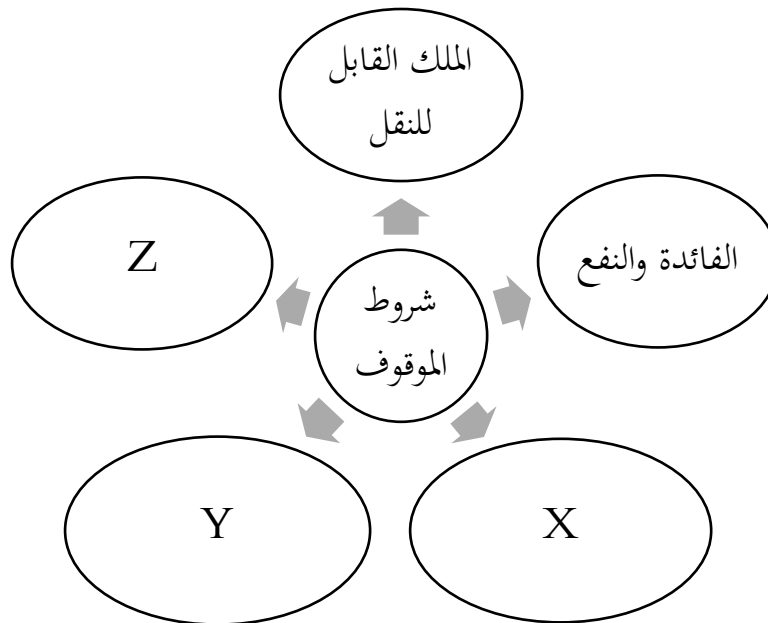 الملك القابل
للنقل
الفائدة والنفع
Z
شروط
الموقوف
X
Y